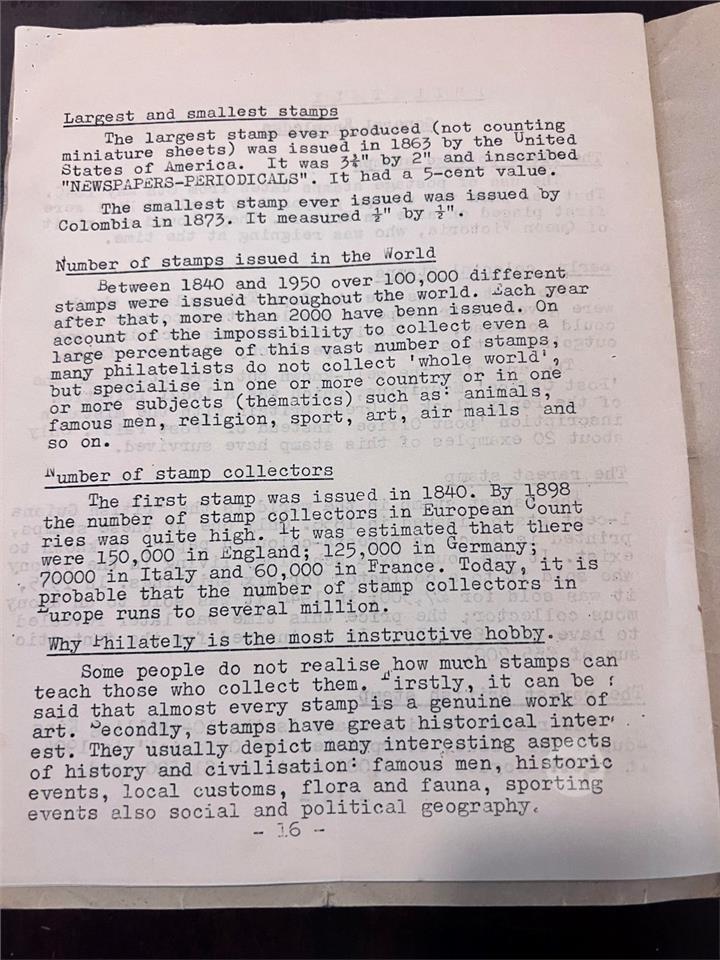 Largest and smallest stamps
The largest stamp ever produced (not counting
miniature sheets) was issued in 1863 by the United
States of America. It was 3¾" by 2" and inscribed
"NEWSPAPERS-PERIODICALS". It had a 5-cent value.
The smallest stamp ever issued was issued by
Colombia in 1873. It measured ½" by ½".
Number of stamps issued in the World
Between 1840 and 1950 over 100,000 different
stamps were issued throughout the world. Each year
after that, more than 2000 have benn issued. On
account of the impossibility to collect even a
large percentage of this vast number of stamps,
many philatelists do not collect 'whole world',
but specialise in one or more country or in one
or more subjects (thematics) such as: animals,
famous men, religion, sport, art, air mails and
so on.
Number of stamp collectors
The first stamp was issued in 1840. By 1898
the number of stamp collectors in European Count
ries was quite high. It was estimated that there
were 150,000 in England; 125,000 in Germany;
70000 in Italy and 60,000 in France. Today, it is
probable that the number of stamp collectors in
Europe runs to several million.
Why Philately is the most instructive hobby.
Some people do not realise how much stamps can
teach those who collect them. Firstly, it can be
said that almost every stamp is a genuine work of
art. Secondly, stamps have great historical inter
est. They usually depict many interesting aspects
of history and civilisation: famous men, historic
events, local customs, flora and fauna, sporting
events also social and political geography.
- 16 -